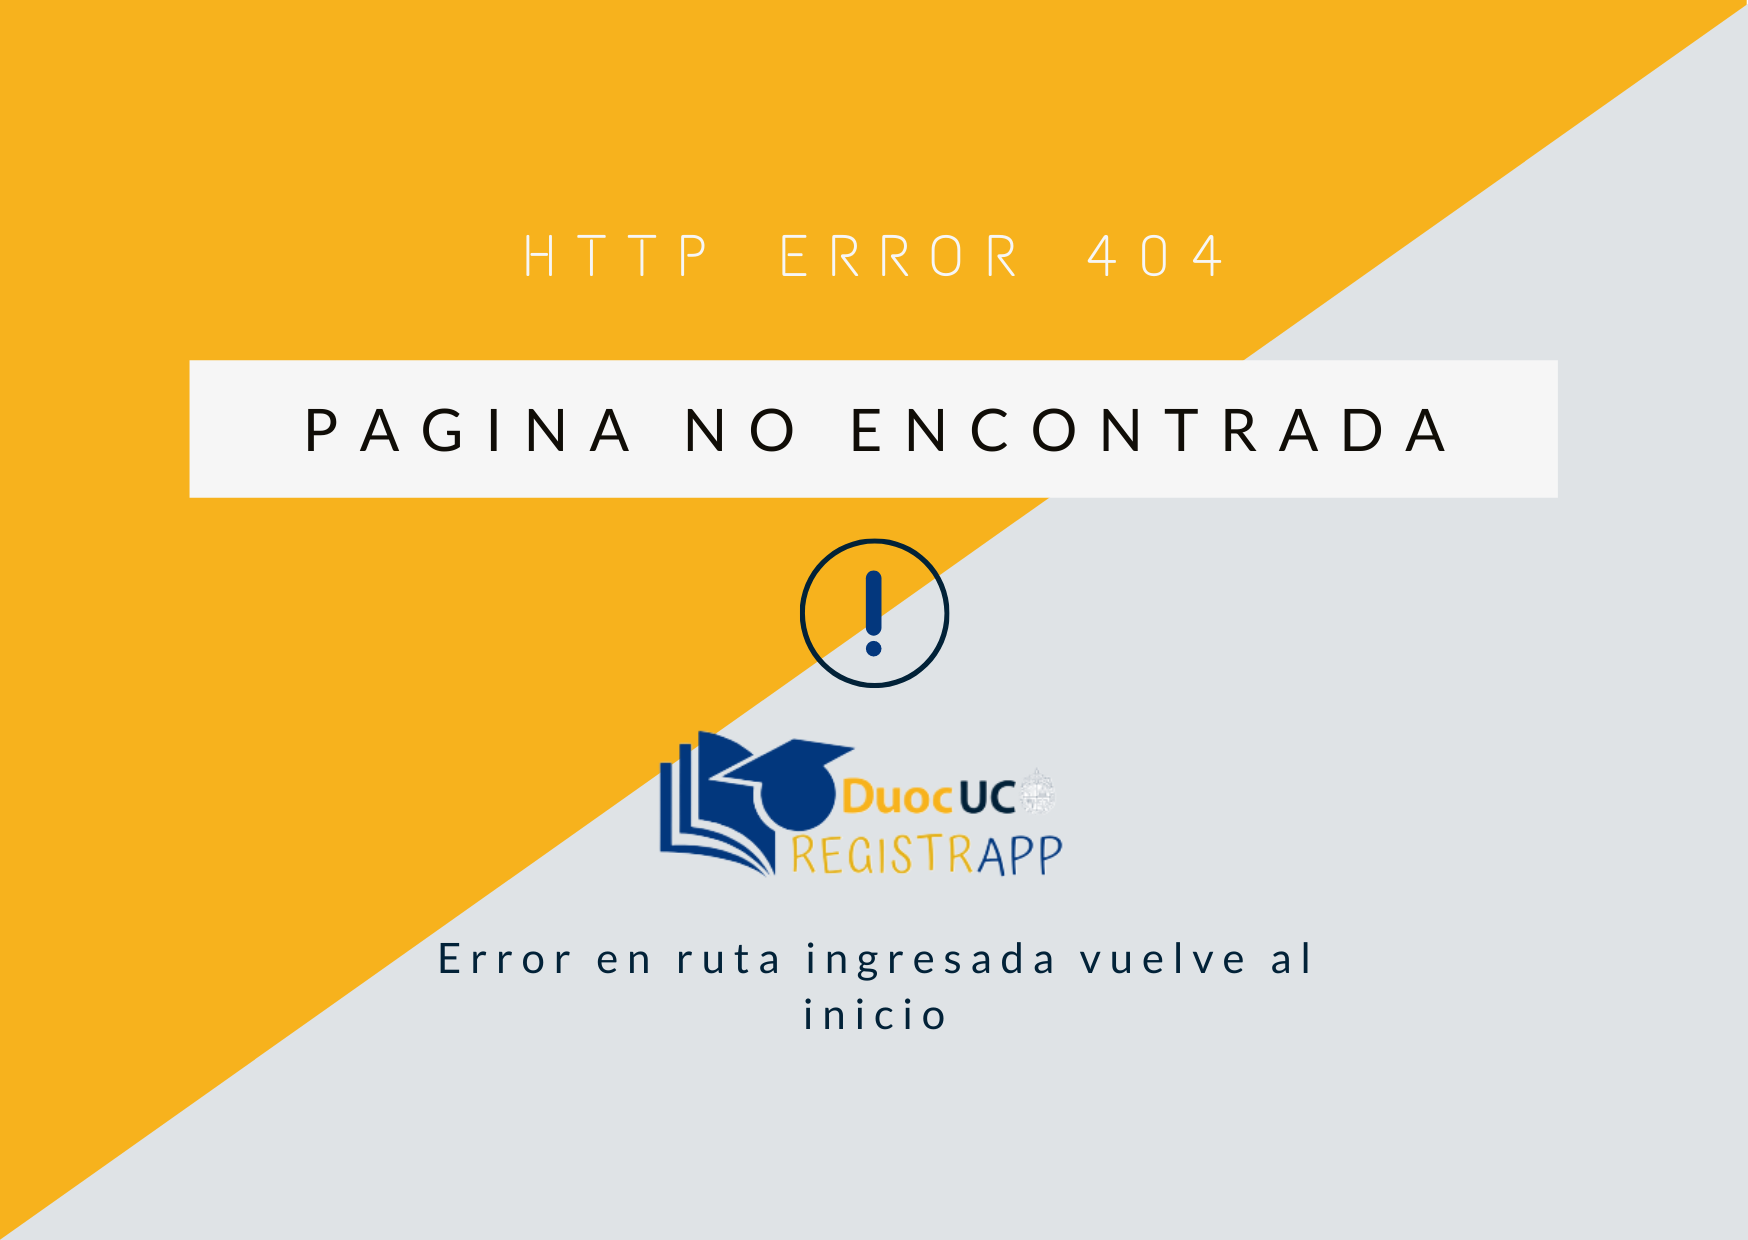 HTTP ERROR 404
PAGINA NO ENCONTRADA
DuocUC
REGISTRAPP
Error en ruta ingresada vuelve al
inicio